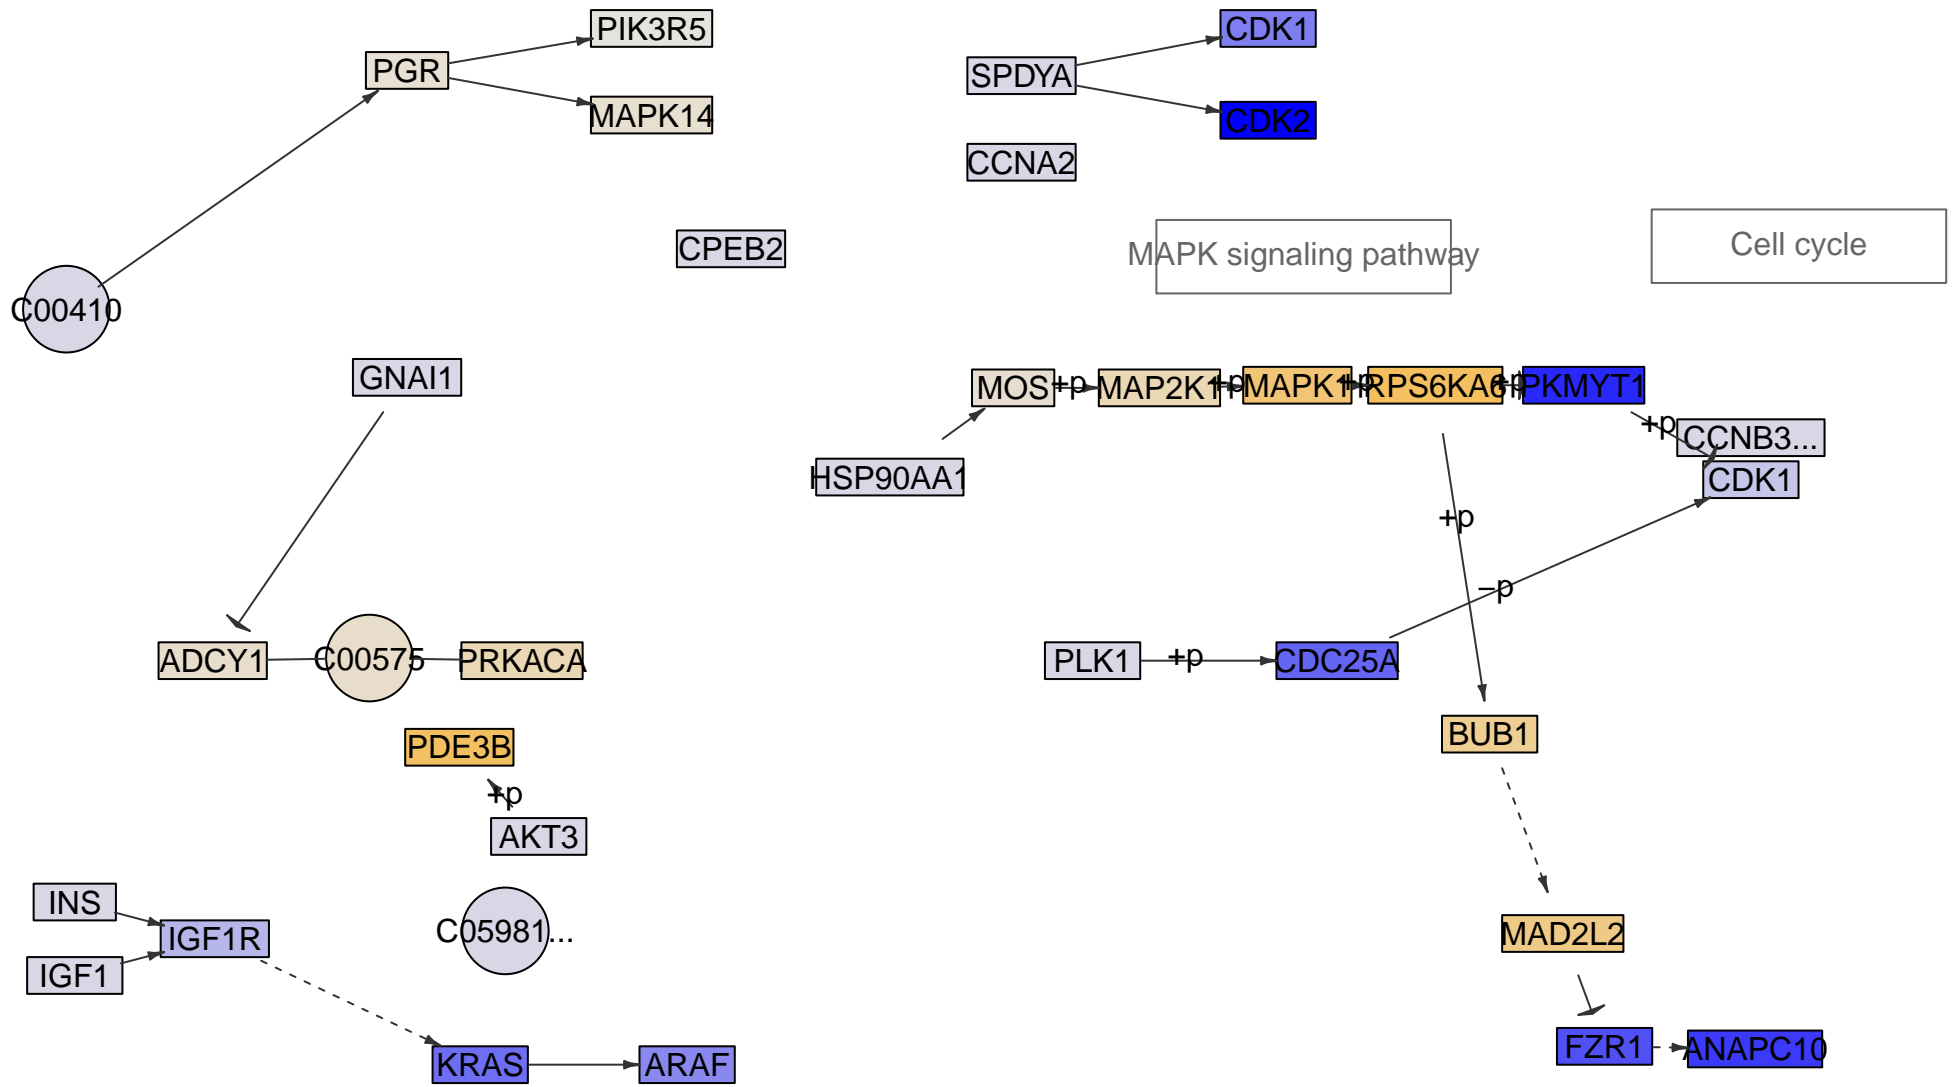 PIK3R5
CDK1
PGR
SPDYA
MAPK14
CDK2
CCNA2
CPEB2
MAPK signaling pathway
Cell cycle
C00410
GNAI1
MOS
+p
MAP2K1
+p
MAPK1
+p
RPS6KA6
+p
PKMYT1
+p
CCNB3...
HSP90AA1
CDK1
+p
−p
ADCY1
C00575
PRKACA
PLK1
+p
CDC25A
PDE3B
BUB1
+p
AKT3
INS
IGF1R
C05981...
MAD2L2
IGF1
KRAS
ARAF
FZR1
ANAPC10